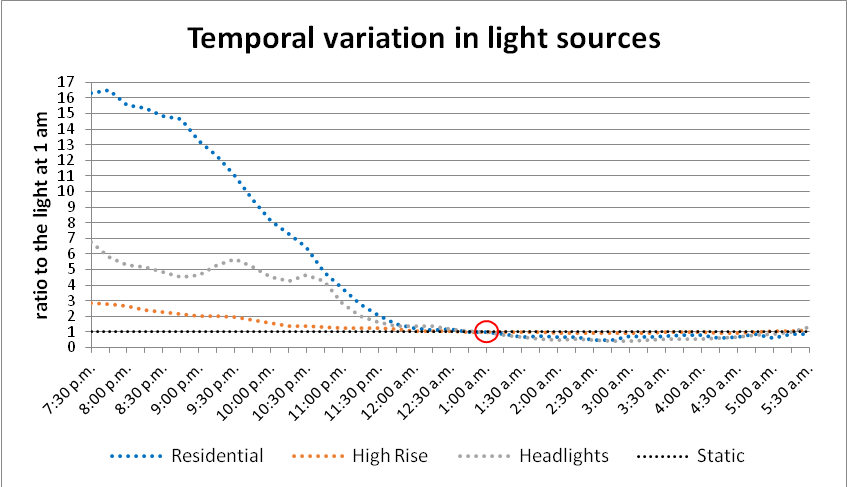 Temporal variation in light sources
ratio to the light at 1 am
17
16
15
14
13
12
11
10
9
8
7
6
5
4
3
2
1
0
7:30 p.m.
8:00 p.m.
8:30 p.m.
9:00 p.m.
9:30 p.m.
10:00 p.m.
10:30 p.m.
11:00 p.m.
11:30 p.m.
12:00 a.m.
12:30 a.m.
1:00 a.m.
1:30 a.m.
2:00 a.m.
2:30 a.m.
3:00 a.m.
3:30 a.m.
4:00 a.m.
4:30 a.m.
5:00 a.m.
5:30 a.m.
Residential High Rise Headlights Static